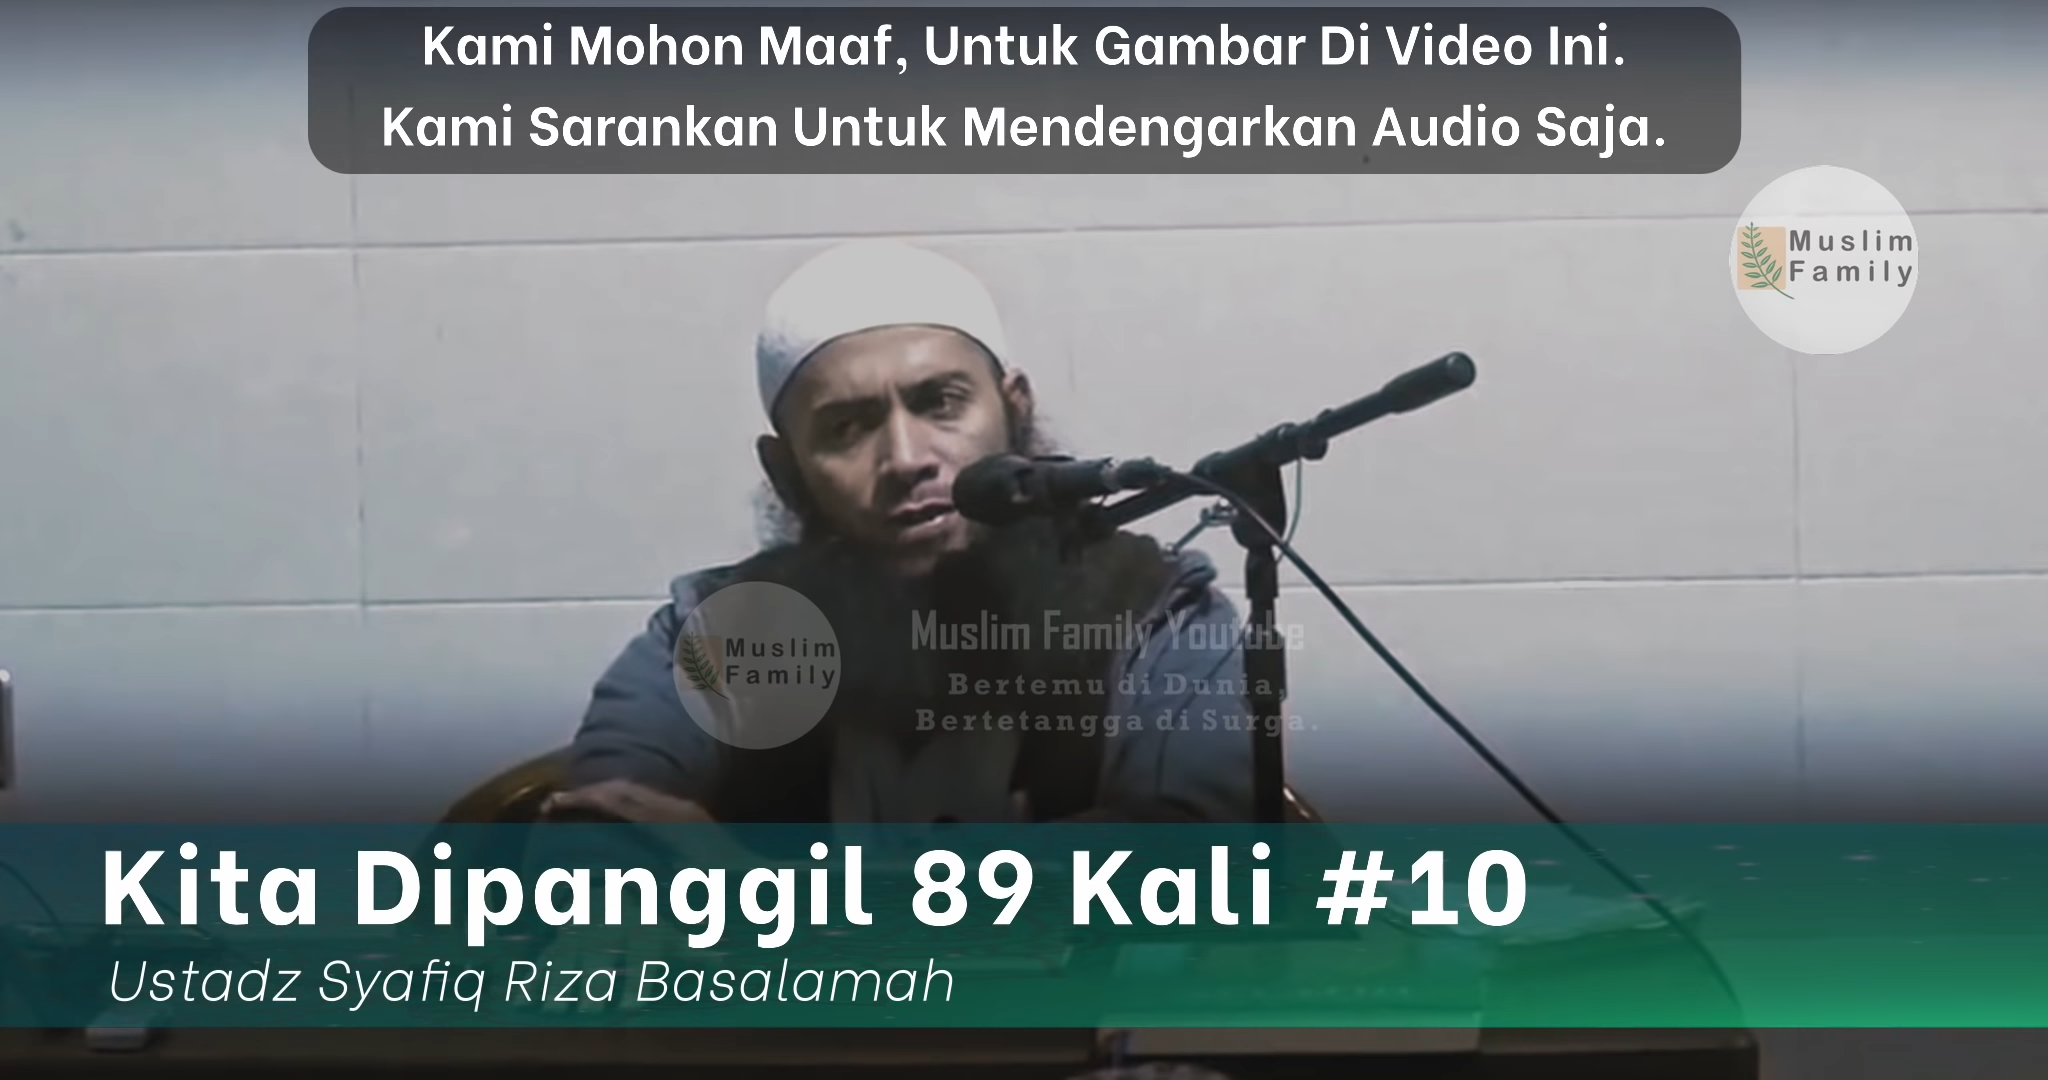 Kami Mohon Maaf, Untuk Gambar Di Video Ini.
Kami Sarankan Untuk Mendengarkan Audio Saja.
Muslim
Family
Muslim
Family
Muslim Family Youtube
Bertemu di Dunia,
Bertetangga di Surga.
Kita Dipanggil 89 Kali #10
Ustadz Syafiq Riza Basalamah